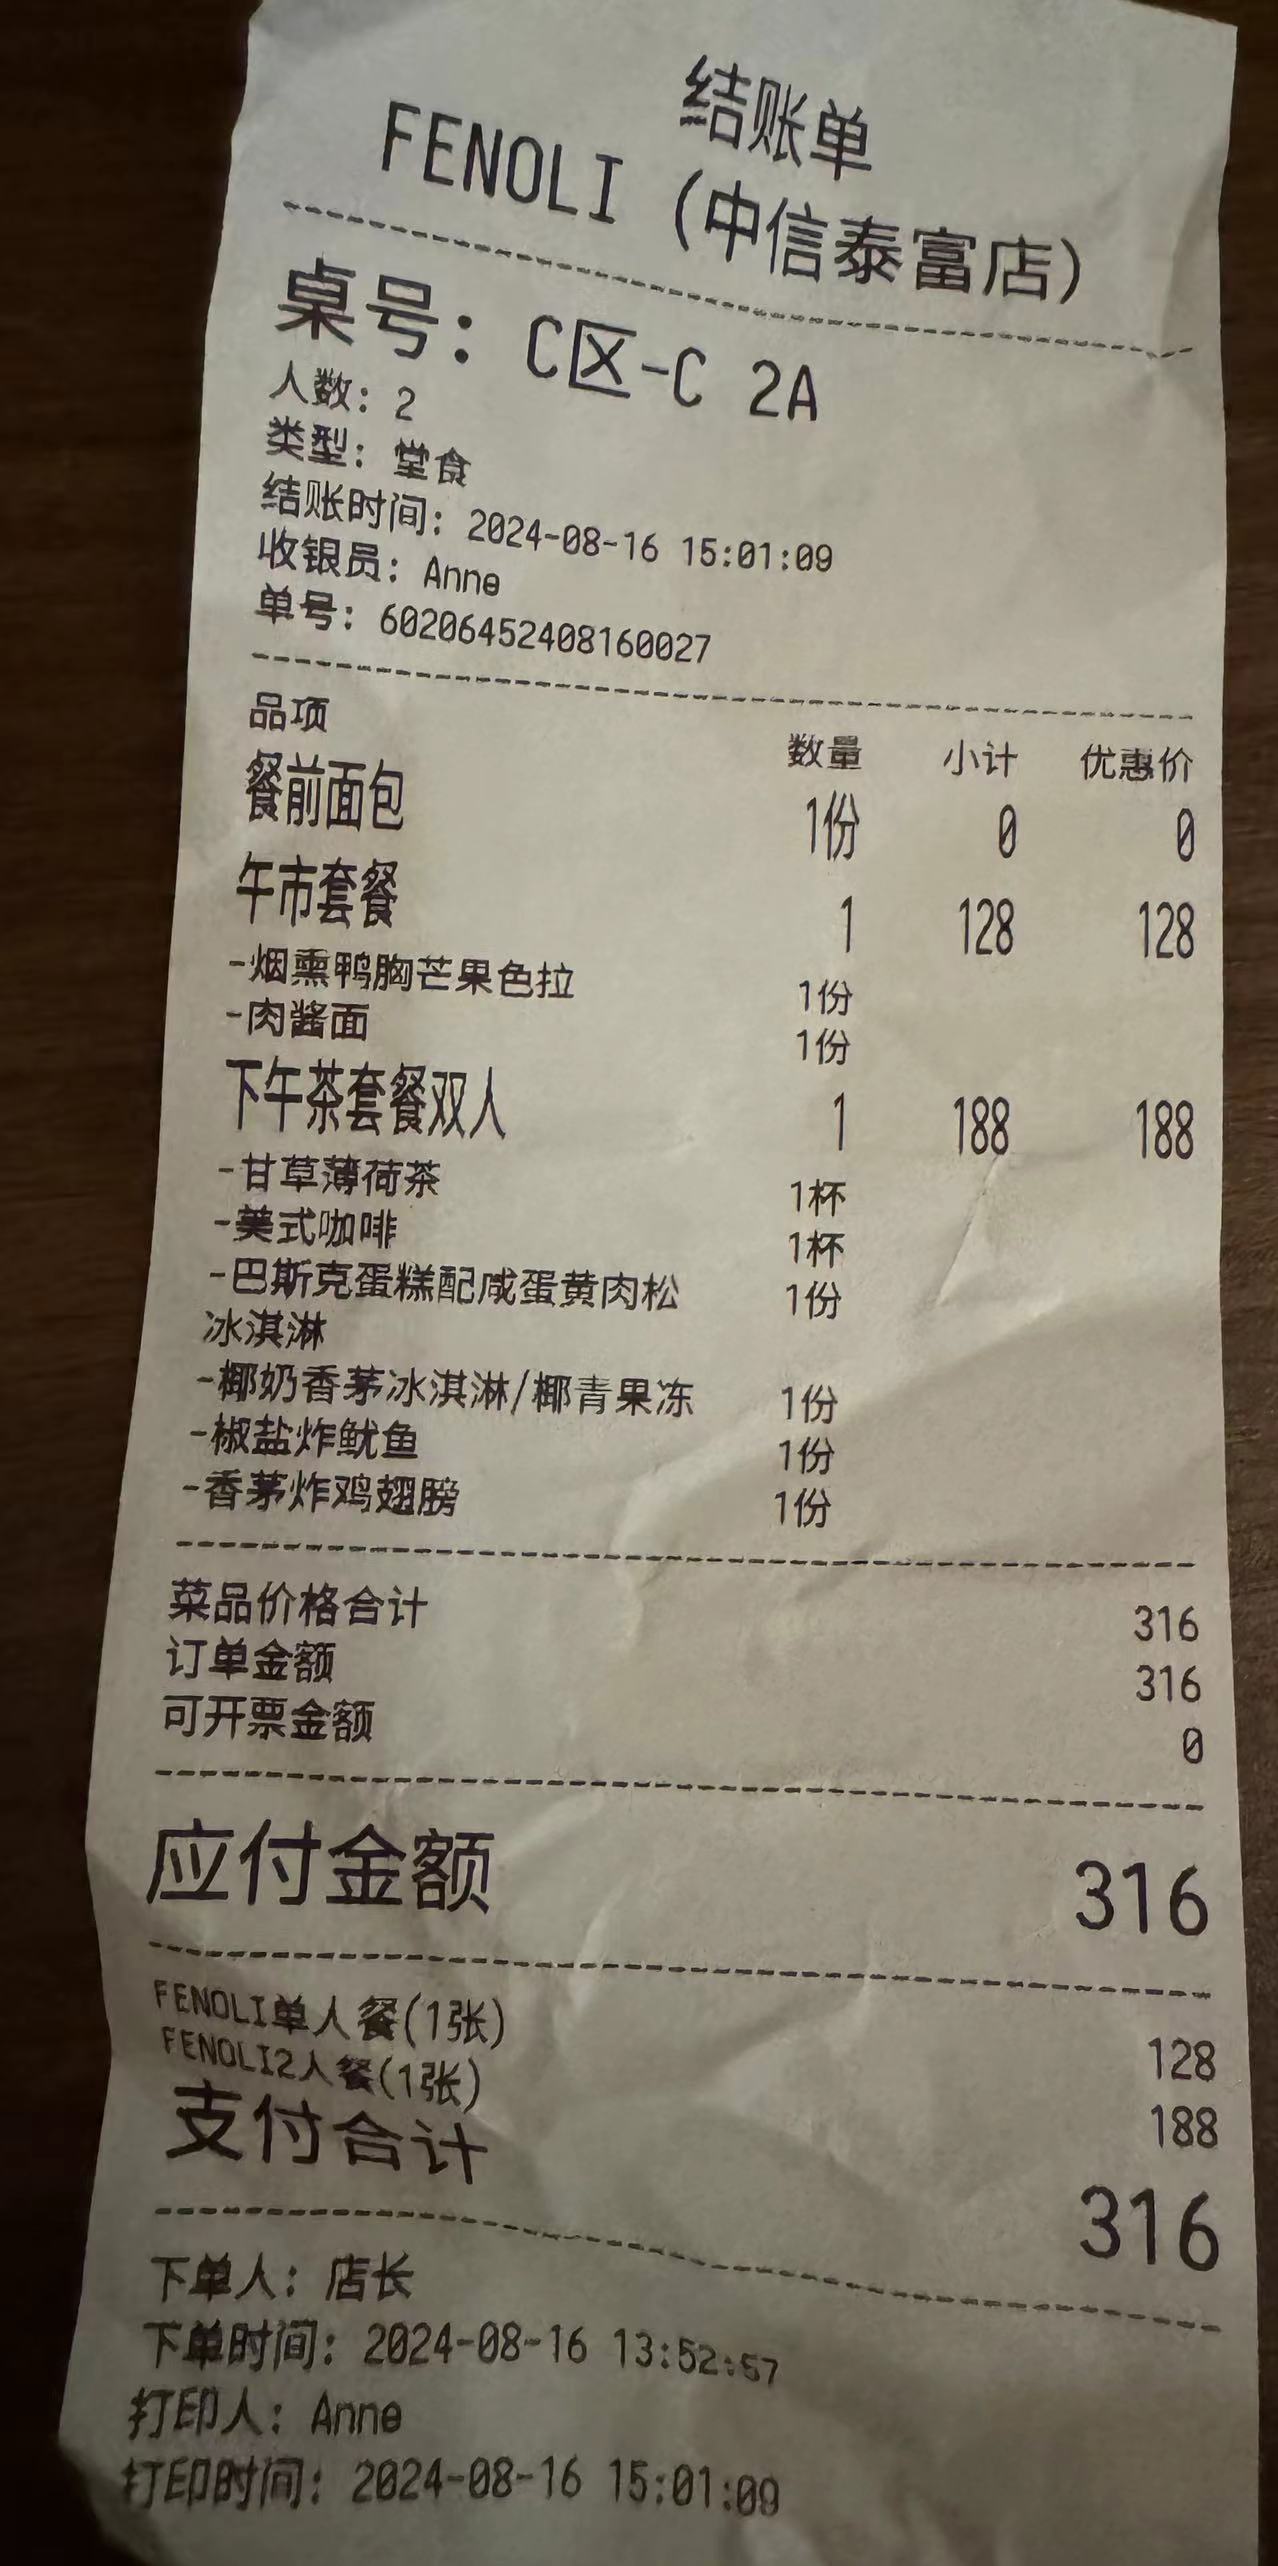 结账单
FENOLI (中信泰富店)
桌号: C区-C 2A
人数: 2
类型: 堂食
结账时间: 2024-08-16 15:01:09
收银员: Anne
单号: 60206452408160027
品项 数量 小计 优惠价
餐前面包 1份 0 0
午市套餐 1 128 128
-烟熏鸭胸芒果色拉 1份
-肉酱面 1份
下午茶套餐双人 1 188 188
-甘草薄荷茶 1杯
-美式咖啡 1杯
-巴斯克蛋糕配咸蛋黄肉松 1份
冰淇淋
-椰奶香茅冰淇淋/椰青果冻 1份
-椒盐炸鱿鱼 1份
-香茅炸鸡翅膀 1份
菜品价格合计 316
订单金额 316
可开票金额 0
应付金额 316
FENOLI单人餐(1张) 128
FENOLI2人餐(1张) 188
支付合计 316
下单人: 店长
下单时间: 2024-08-16 13:52:57
打印人: Anne
打印时间: 2024-08-16 15:01:09